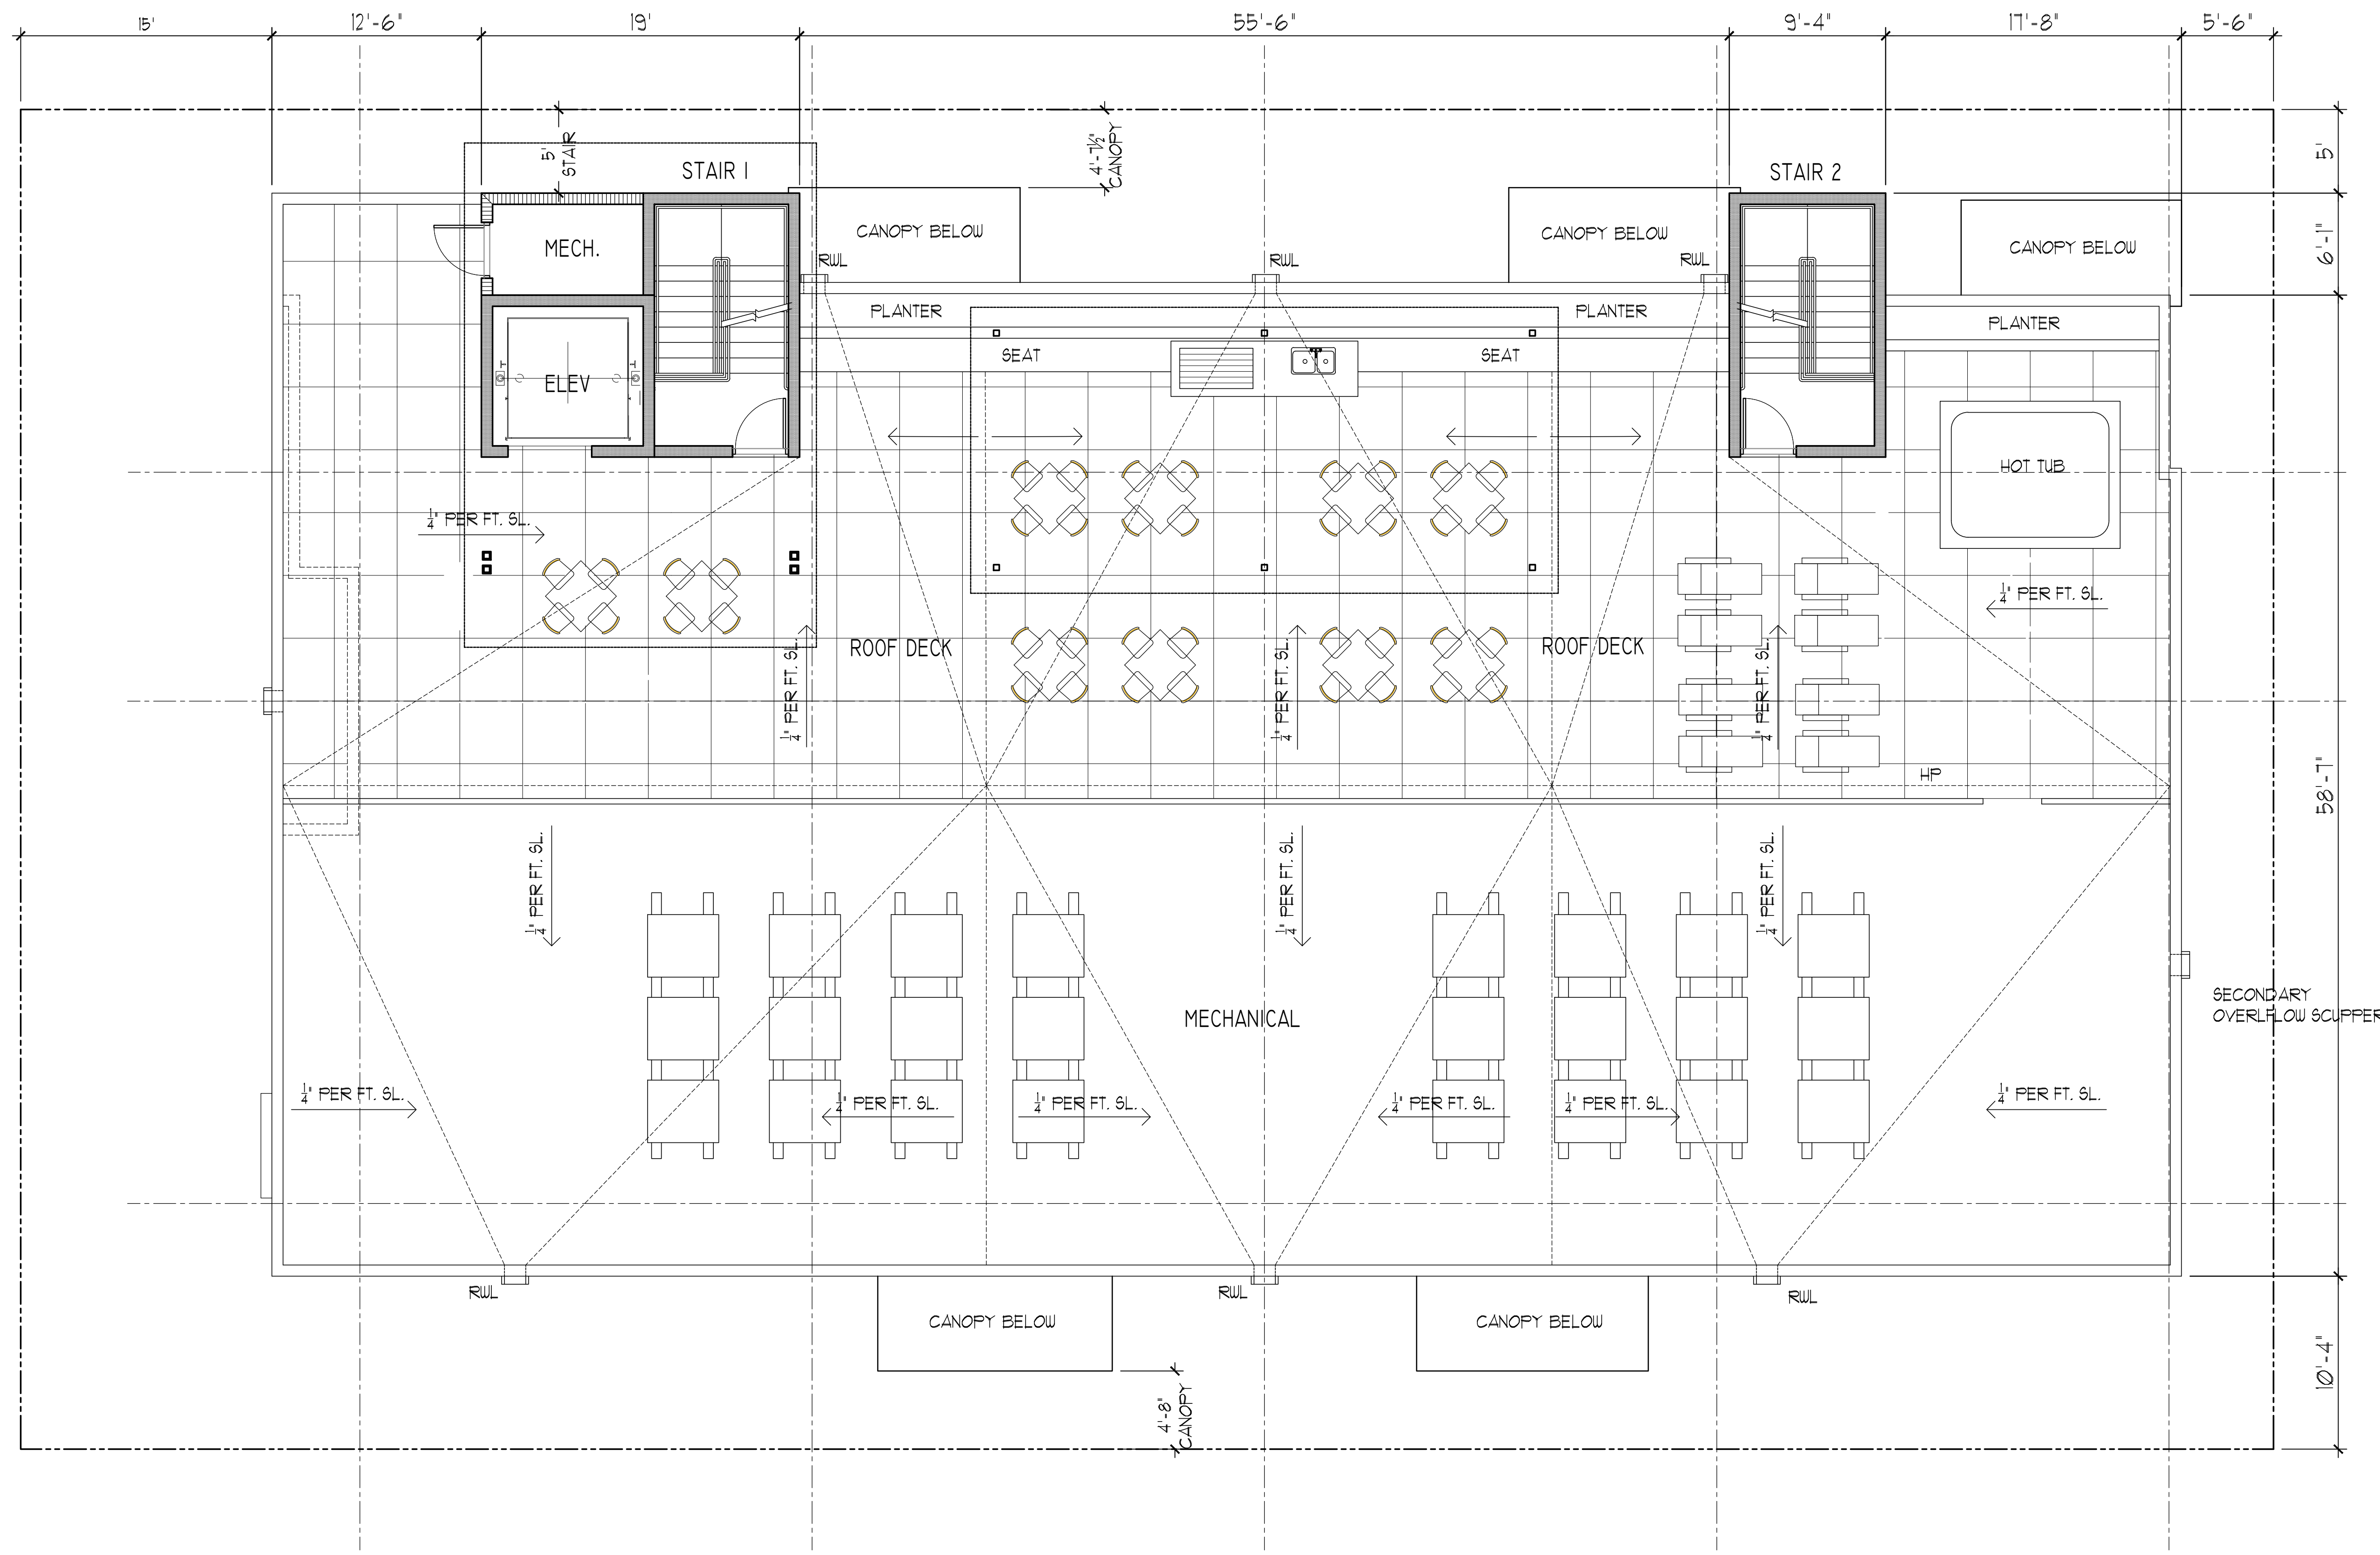 15'
12'-6"
19'
55'-6"
9'-4"
17'-8"
5'-6"
5'
STAIR
4'-7½"
CANOPY
5'
STAIR 1
STAIR 2
CANOPY BELOW
CANOPY BELOW
CANOPY BELOW
6'-1"
MECH.
RWL
RWL
RWL
PLANTER
PLANTER
PLANTER
SEAT
SEAT
ELEV
HOT TUB
¼" PER FT. SL.
¼" PER FT. SL.
ROOF DECK
ROOF DECK
¼" PER FT. SL.
¼" PER FT. SL.
¼" PER FT. SL.
HP
58'-7"
¼" PER FT. SL.
¼" PER FT. SL.
¼" PER FT. SL.
MECHANICAL
SECONDARY
OVERLFLOW SCUPPER
¼" PER FT. SL.
¼" PER FT. SL.
¼" PER FT. SL.
¼" PER FT. SL.
¼" PER FT. SL.
¼" PER FT. SL.
RWL
RWL
RWL
CANOPY BELOW
CANOPY BELOW
10'-4"
4'-8"
CANOPY